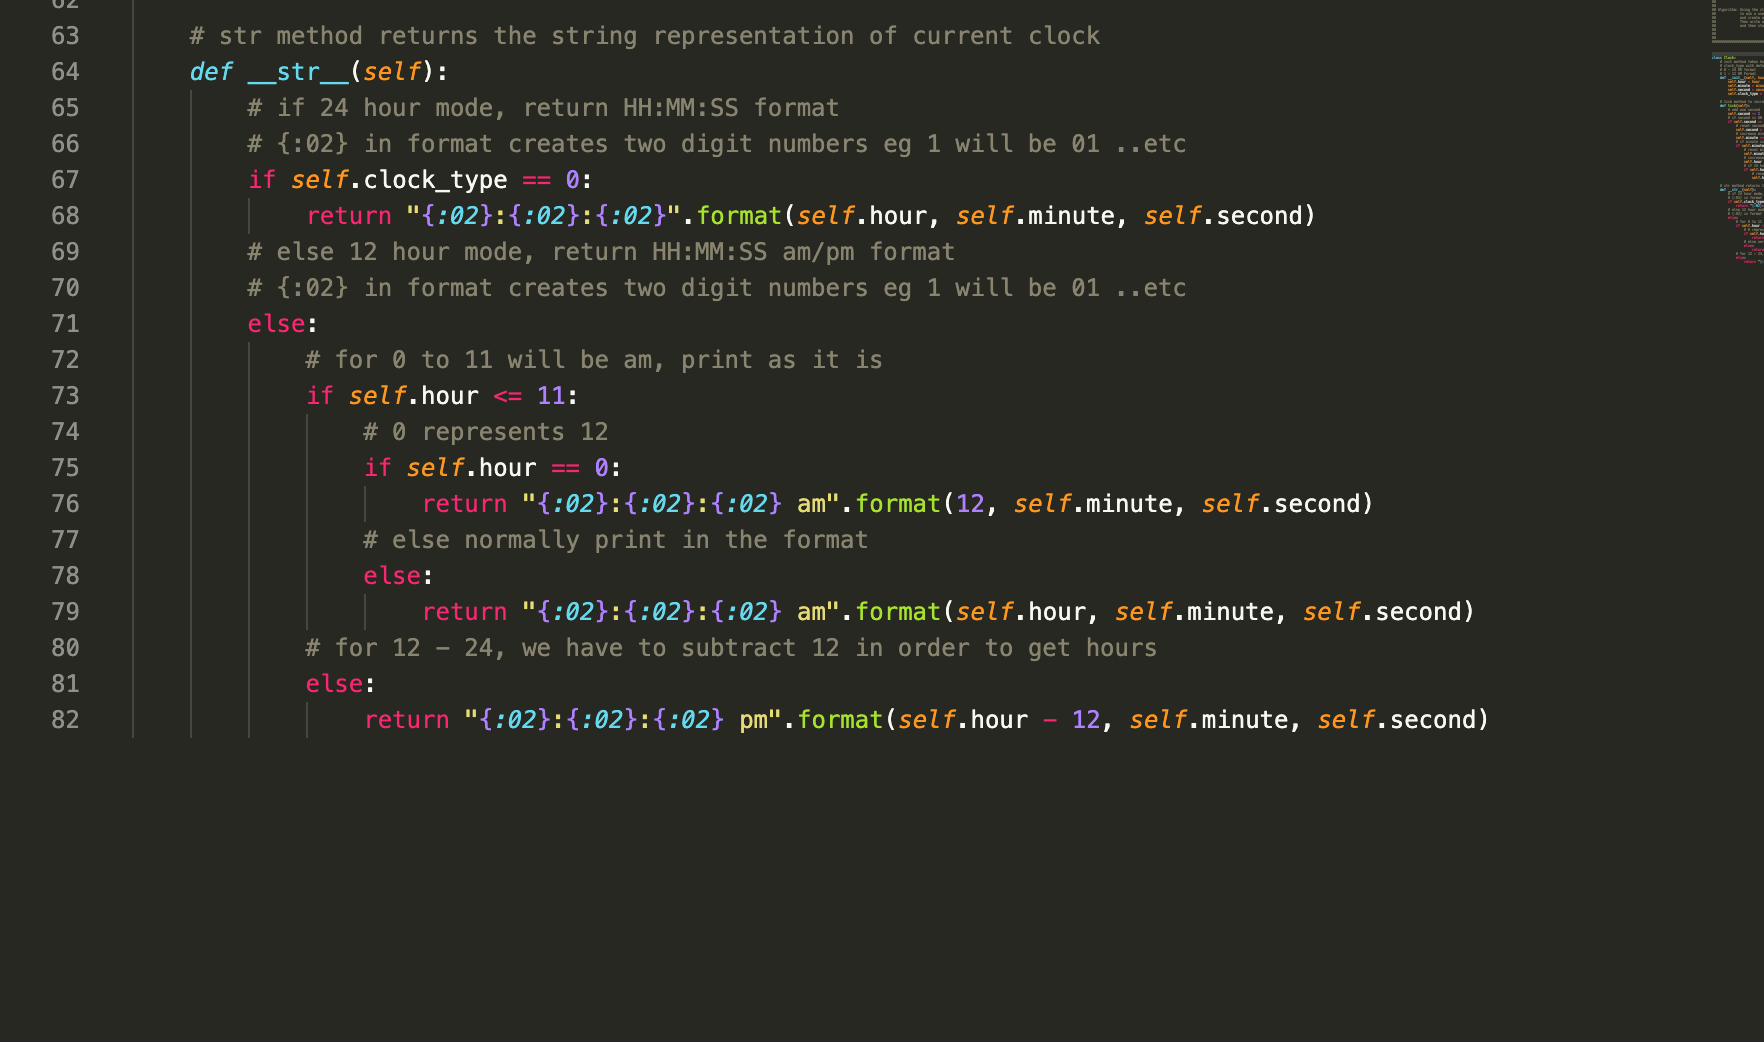 62
63 # str method returns the string representation of current clock
64 def __str__(self):
65 # if 24 hour mode, return HH:MM:SS format
66 # {:02} in format creates two digit numbers eg 1 will be 01 ..etc
67 if self.clock_type == 0:
68 return "{:02}:{:02}:{:02}".format(self.hour, self.minute, self.second)
69 # else 12 hour mode, return HH:MM:SS am/pm format
70 # {:02} in format creates two digit numbers eg 1 will be 01 ..etc
71 else:
72 # for 0 to 11 will be am, print as it is
73 if self.hour <= 11:
74 # 0 represents 12
75 if self.hour == 0:
76 return "{:02}:{:02}:{:02} am".format(12, self.minute, self.second)
77 # else normally print in the format
78 else:
79 return "{:02}:{:02}:{:02} am".format(self.hour, self.minute, self.second)
80 # for 12 - 24, we have to subtract 12 in order to get hours
81 else:
82 return "{:02}:{:02}:{:02} pm".format(self.hour - 12, self.minute, self.second)